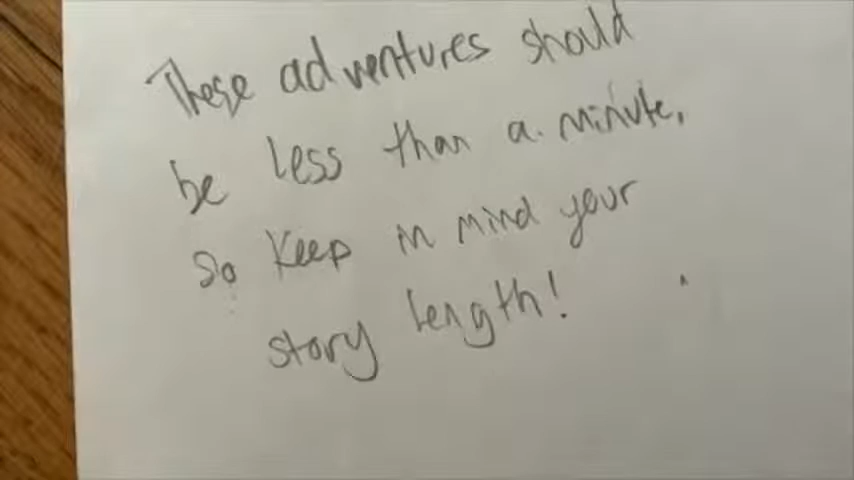 These adventures should
be less than a minute,
so keep in mind your
story length!